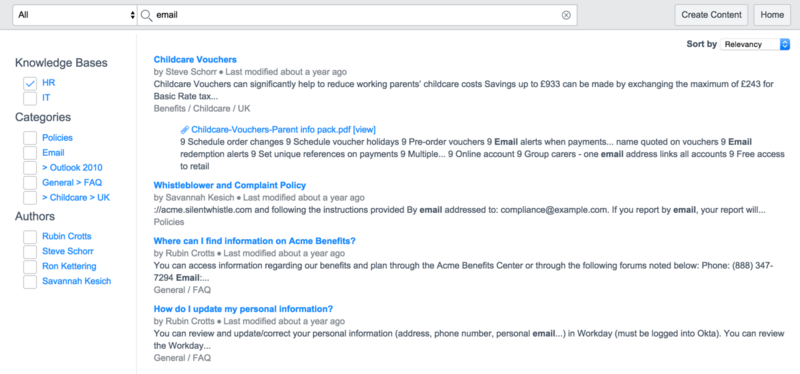 All
email
Create Content
Home
Sort by Relevancy
Knowledge Bases
HR
IT
Categories
Policies
Email
> Outlook 2010
General > FAQ
> Childcare > UK
Authors
Rubin Crotts
Steve Schorr
Ron Kettering
Savannah Kesich
Childcare Vouchers
by Steve Schorr • Last modified about a year ago
Childcare Vouchers can significantly help to reduce working parents' childcare costs Savings up to £933 can be made by exchanging the maximum of £243 for
Basic Rate tax...
Benefits / Childcare / UK
Childcare-Vouchers-Parent info pack.pdf [view]
9 Schedule order changes 9 Schedule voucher holidays 9 Pre-order vouchers 9 Email alerts when payments... name quoted on vouchers 9 Email
redemption alerts 9 Set unique references on payments 9 Multiple... 9 Online account 9 Group carers - one email address links all accounts 9 Free access
to retail
Whistleblower and Complaint Policy
by Savannah Kesich • Last modified about a year ago
://acme.silentwhistle.com and following the instructions provided By email addressed to: compliance@example.com. If you report by email, your report will...
Policies
Where can I find information on Acme Benefits?
by Rubin Crotts • Last modified about a year ago
You can access information regarding our benefits and plan through the Acme Benefits Center or through the following forums noted below: Phone: (888) 347-
7294 Email:...
General / FAQ
How do I update my personal information?
by Rubin Crotts • Last modified about a year ago
You can review and update/correct your personal information (address, phone number, personal email...) in Workday (must be logged into Okta). You can review
the Workday...
General / FAQ